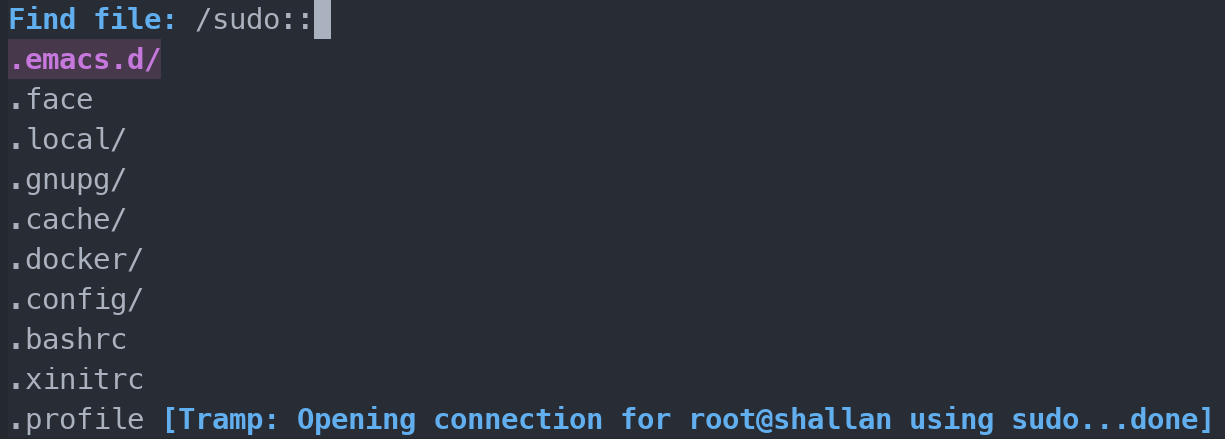 Find file: /sudo::
.emacs.d/
.face
.local/
.gnupg/
.cache/
.docker/
.config/
.bashrc
.xinitrc
.profile [Tramp: Opening connection for root@shallan using sudo...done]